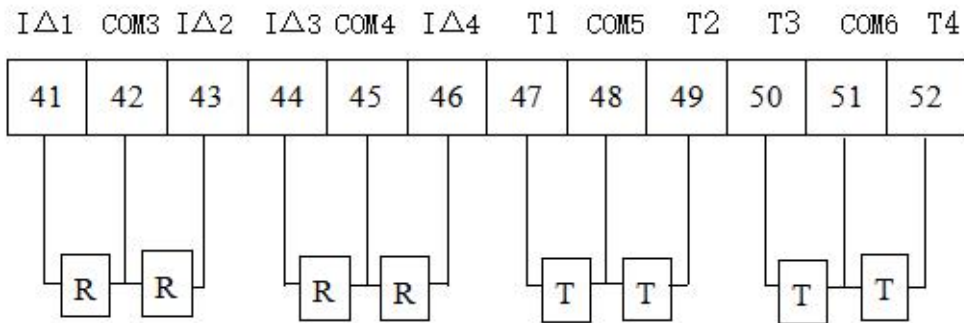 I△1 COM3 I△2 I△3 COM4 I△4 T1 COM5 T2 T3 COM6 T4
41 42 43 44 45 46 47 48 49 50 51 52
R R R R T T T T